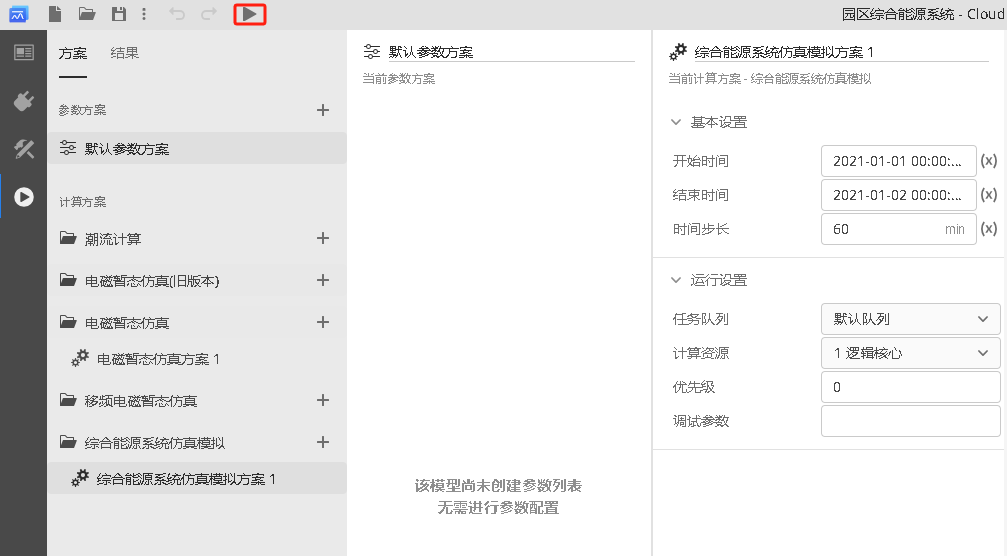 园区综合能源系统 - Cloud
方案
结果
参数方案
默认参数方案
计算方案
潮流计算
电磁暂态仿真(旧版本)
电磁暂态仿真
电磁暂态仿真方案 1
移频电磁暂态仿真
综合能源系统仿真模拟
综合能源系统仿真模拟方案 1
默认参数方案
当前参数方案
该模型尚未创建参数列表
无需进行参数配置
综合能源系统仿真模拟方案 1
当前计算方案 - 综合能源系统仿真模拟
基本设置
开始时间 2021-01-01 00:00:... (x)
结束时间 2021-01-02 00:00:... (x)
时间步长 60 min (x)
运行设置
任务队列 默认队列
计算资源 1 逻辑核心
优先级 0
调试参数